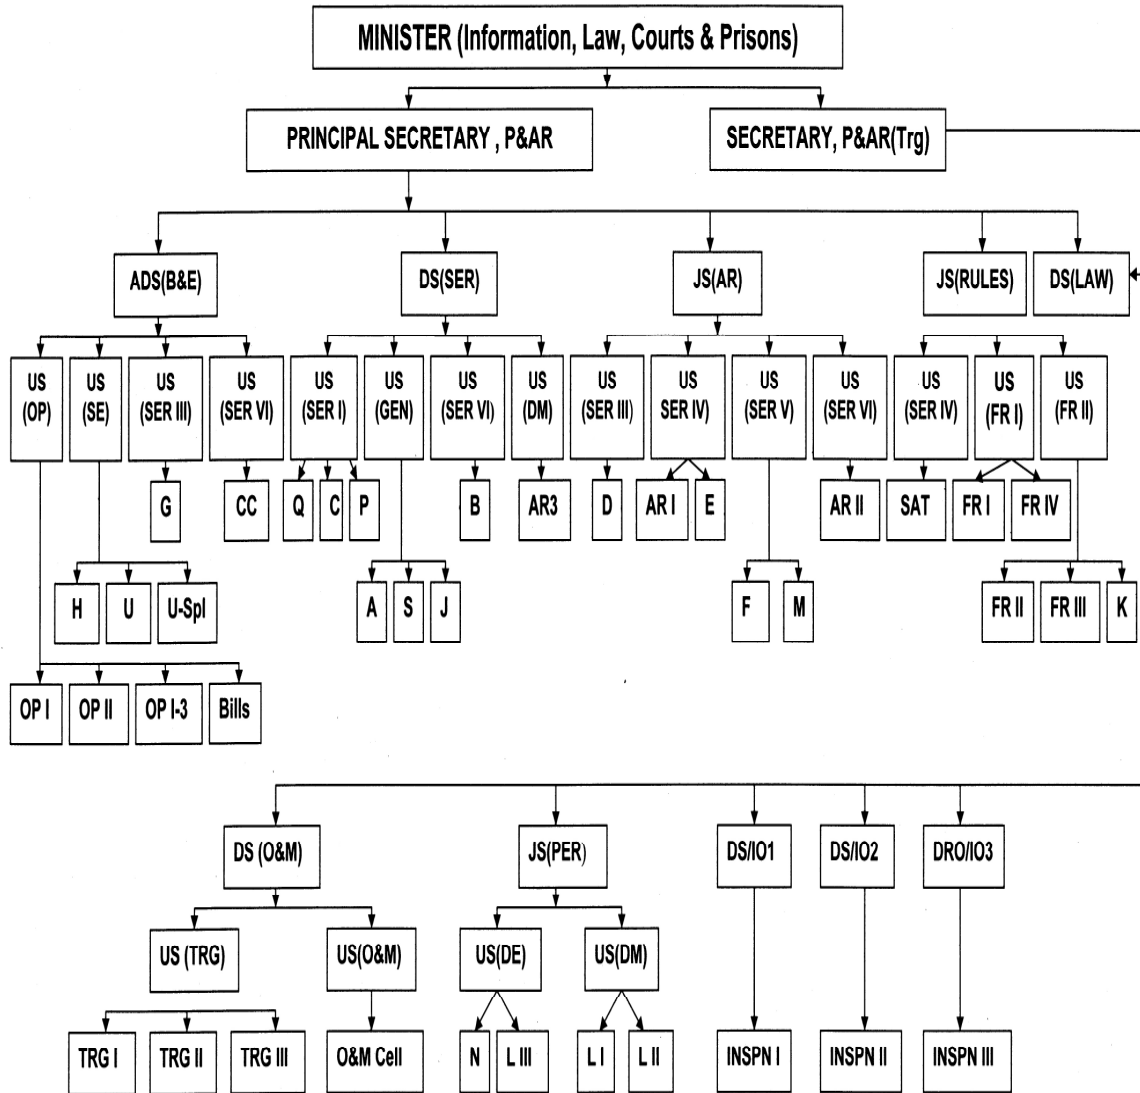 MINISTER (Information, Law, Courts & Prisons)
PRINCIPAL SECRETARY , P&AR
SECRETARY, P&AR(Trg)
ADS(B&E)
DS(SER)
JS(AR)
JS(RULES)
DS(LAW)
US
(OP)
US
(SE)
US
(SER III)
US
(SER VI)
US
(SER I)
US
(GEN)
US
(SER VI)
US
(DM)
US
(SER III)
US
SER IV)
US
(SER V)
US
(SER VI)
US
(SER IV)
US
(FR I)
US
(FR II)
G
CC
Q
C
P
B
AR3
D
AR I
E
AR II
SAT
FR I
FR IV
H
U
U-Spl
A
S
J
F
M
FR II
FR III
K
OP I
OP II
OP I-3
Bills
DS (O&M)
JS(PER)
DS/IO1
DS/IO2
DRO/IO3
US (TRG)
US(O&M)
US(DE)
US(DM)
TRG I
TRG II
TRG III
O&M Cell
N
L III
L I
L II
INSPN I
INSPN II
INSPN III